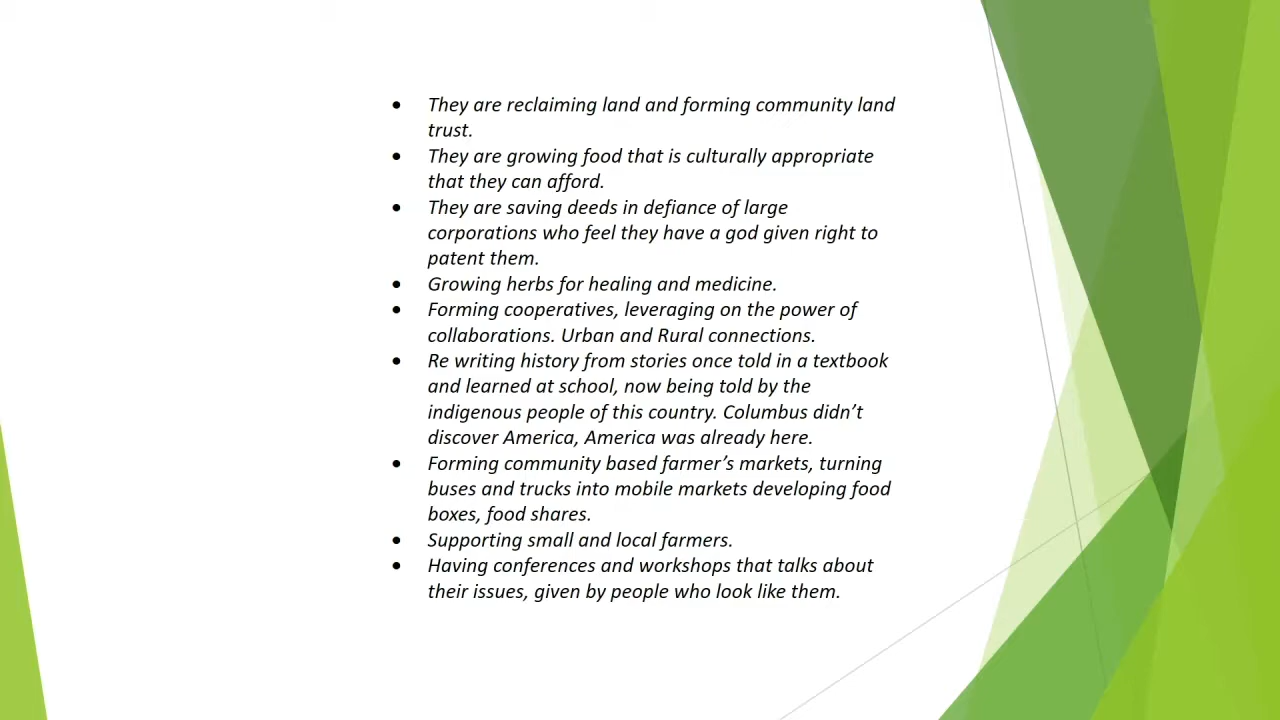 • They are reclaiming land and forming community land
trust.
• They are growing food that is culturally appropriate
that they can afford.
• They are saving deeds in defiance of large
corporations who feel they have a god given right to
patent them.
• Growing herbs for healing and medicine.
• Forming cooperatives, leveraging on the power of
collaborations. Urban and Rural connections.
• Re writing history from stories once told in a textbook
and learned at school, now being told by the
indigenous people of this country. Columbus didn’t
discover America, America was already here.
• Forming community based farmer’s markets, turning
buses and trucks into mobile markets developing food
boxes, food shares.
• Supporting small and local farmers.
• Having conferences and workshops that talks about
their issues, given by people who look like them.